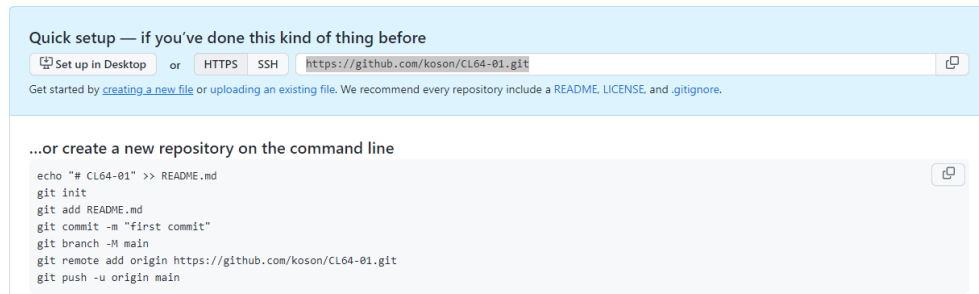 Quick setup — if you've done this kind of thing before
Set up in Desktop or HTTPS SSH https://github.com/koson/CL64-01.git
Get started by creating a new file or uploading an existing file. We recommend every repository include a README, LICENSE, and .gitignore.
...or create a new repository on the command line
echo "# CL64-01" >> README.md
git init
git add README.md
git commit -m "first commit"
git branch -M main
git remote add origin https://github.com/koson/CL64-01.git
git push -u origin main